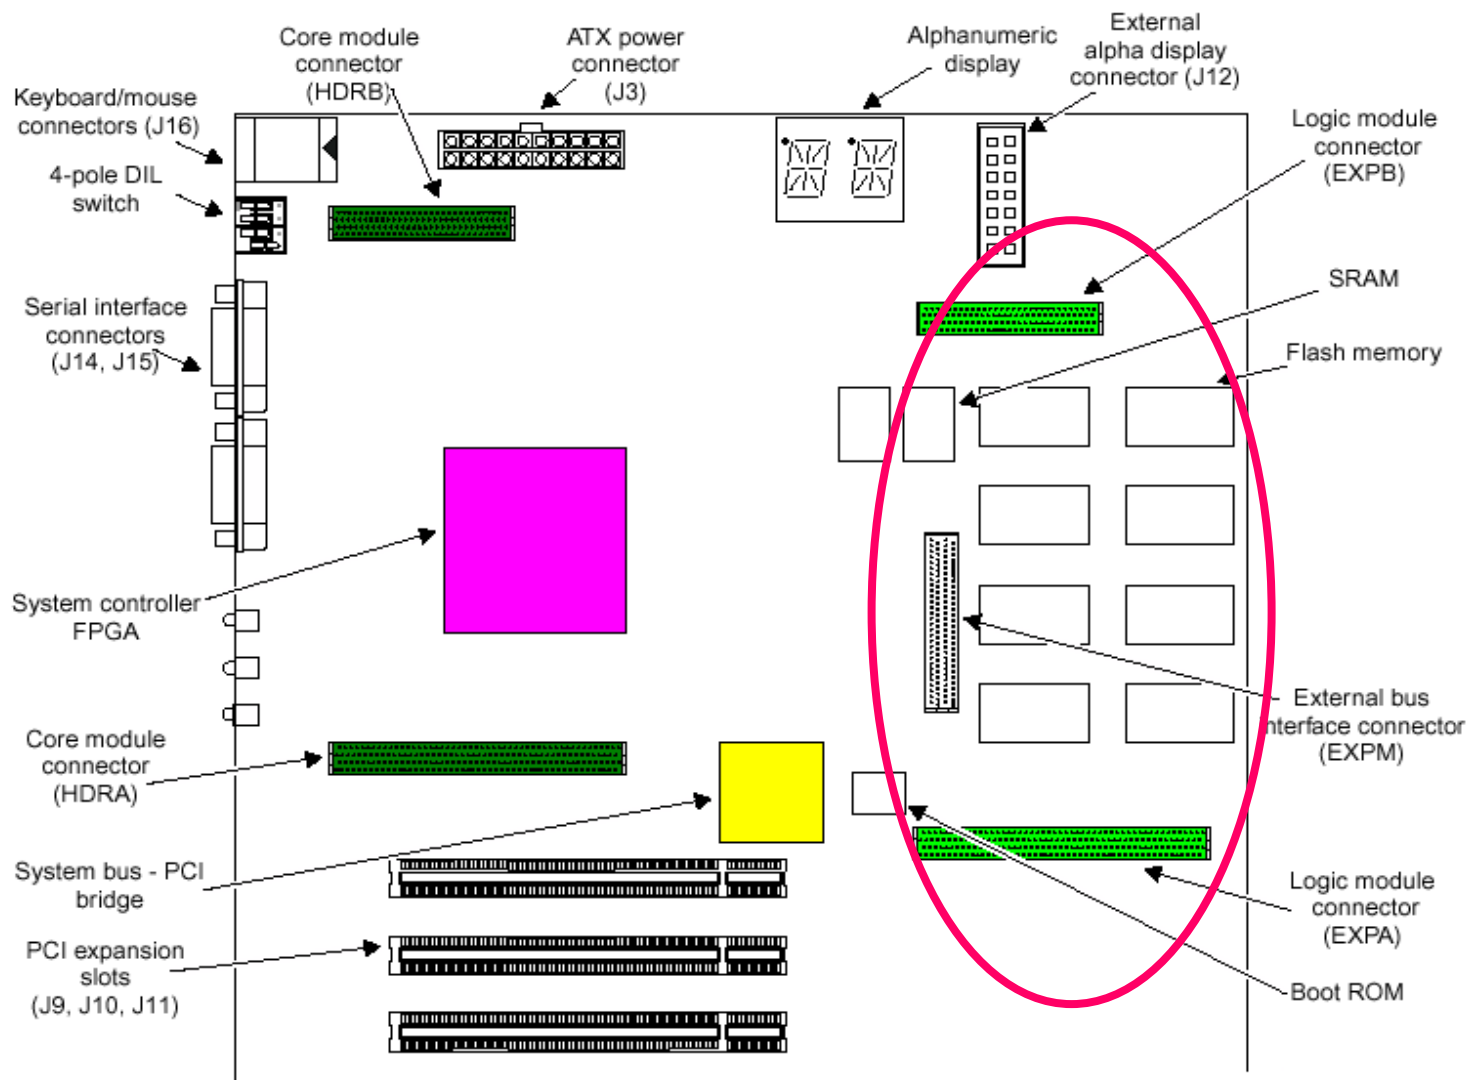 Core module
connector
(HDRB)
ATX power
connector
(J3)
Alphanumeric
display
External
alpha display
connector (J12)
Keyboard/mouse
connectors (J16)
4-pole DIL
switch
Logic module
connector
(EXPB)
SRAM
Serial interface
connectors
(J14, J15)
Flash memory
System controller
FPGA
External bus
interface connector
(EXPM)
Core module
connector
(HDRA)
System bus - PCI
bridge
Logic module
connector
(EXPA)
PCI expansion
slots
(J9, J10, J11)
Boot ROM